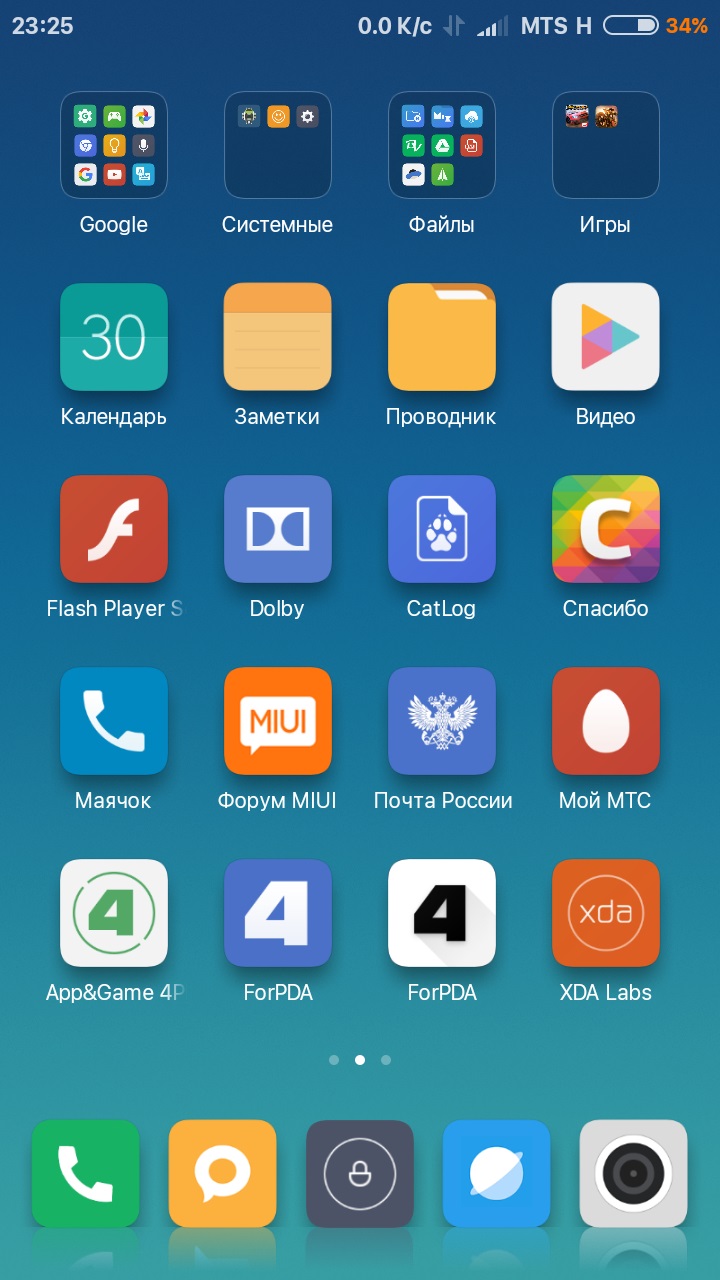 23:25 0.0 К/с MTS H 34%
Google Системные Файлы Игры
30
Календарь Заметки Проводник Видео
Flash Player S Dolby CatLog Спасибо
MIUI
Маячок Форум MIUI Почта России Мой МТС
4 4 4 xda
App&Game 4P ForPDA ForPDA XDA Labs